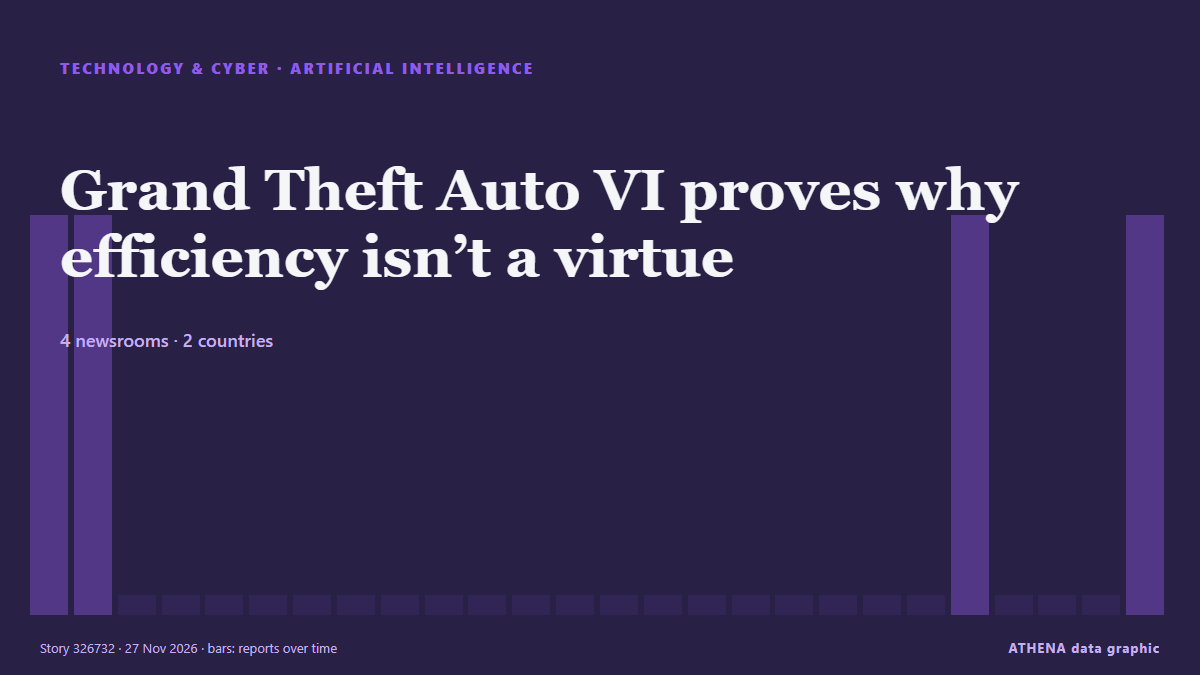 TECHNOLOGY & CYBER · ARTIFICIAL INTELLIGENCE
Grand Theft Auto VI proves why
efficiency isn’t a virtue
4 newsrooms · 2 countries
Story 326732 · 27 Nov 2026 · bars: reports over time
ATHENA data graphic